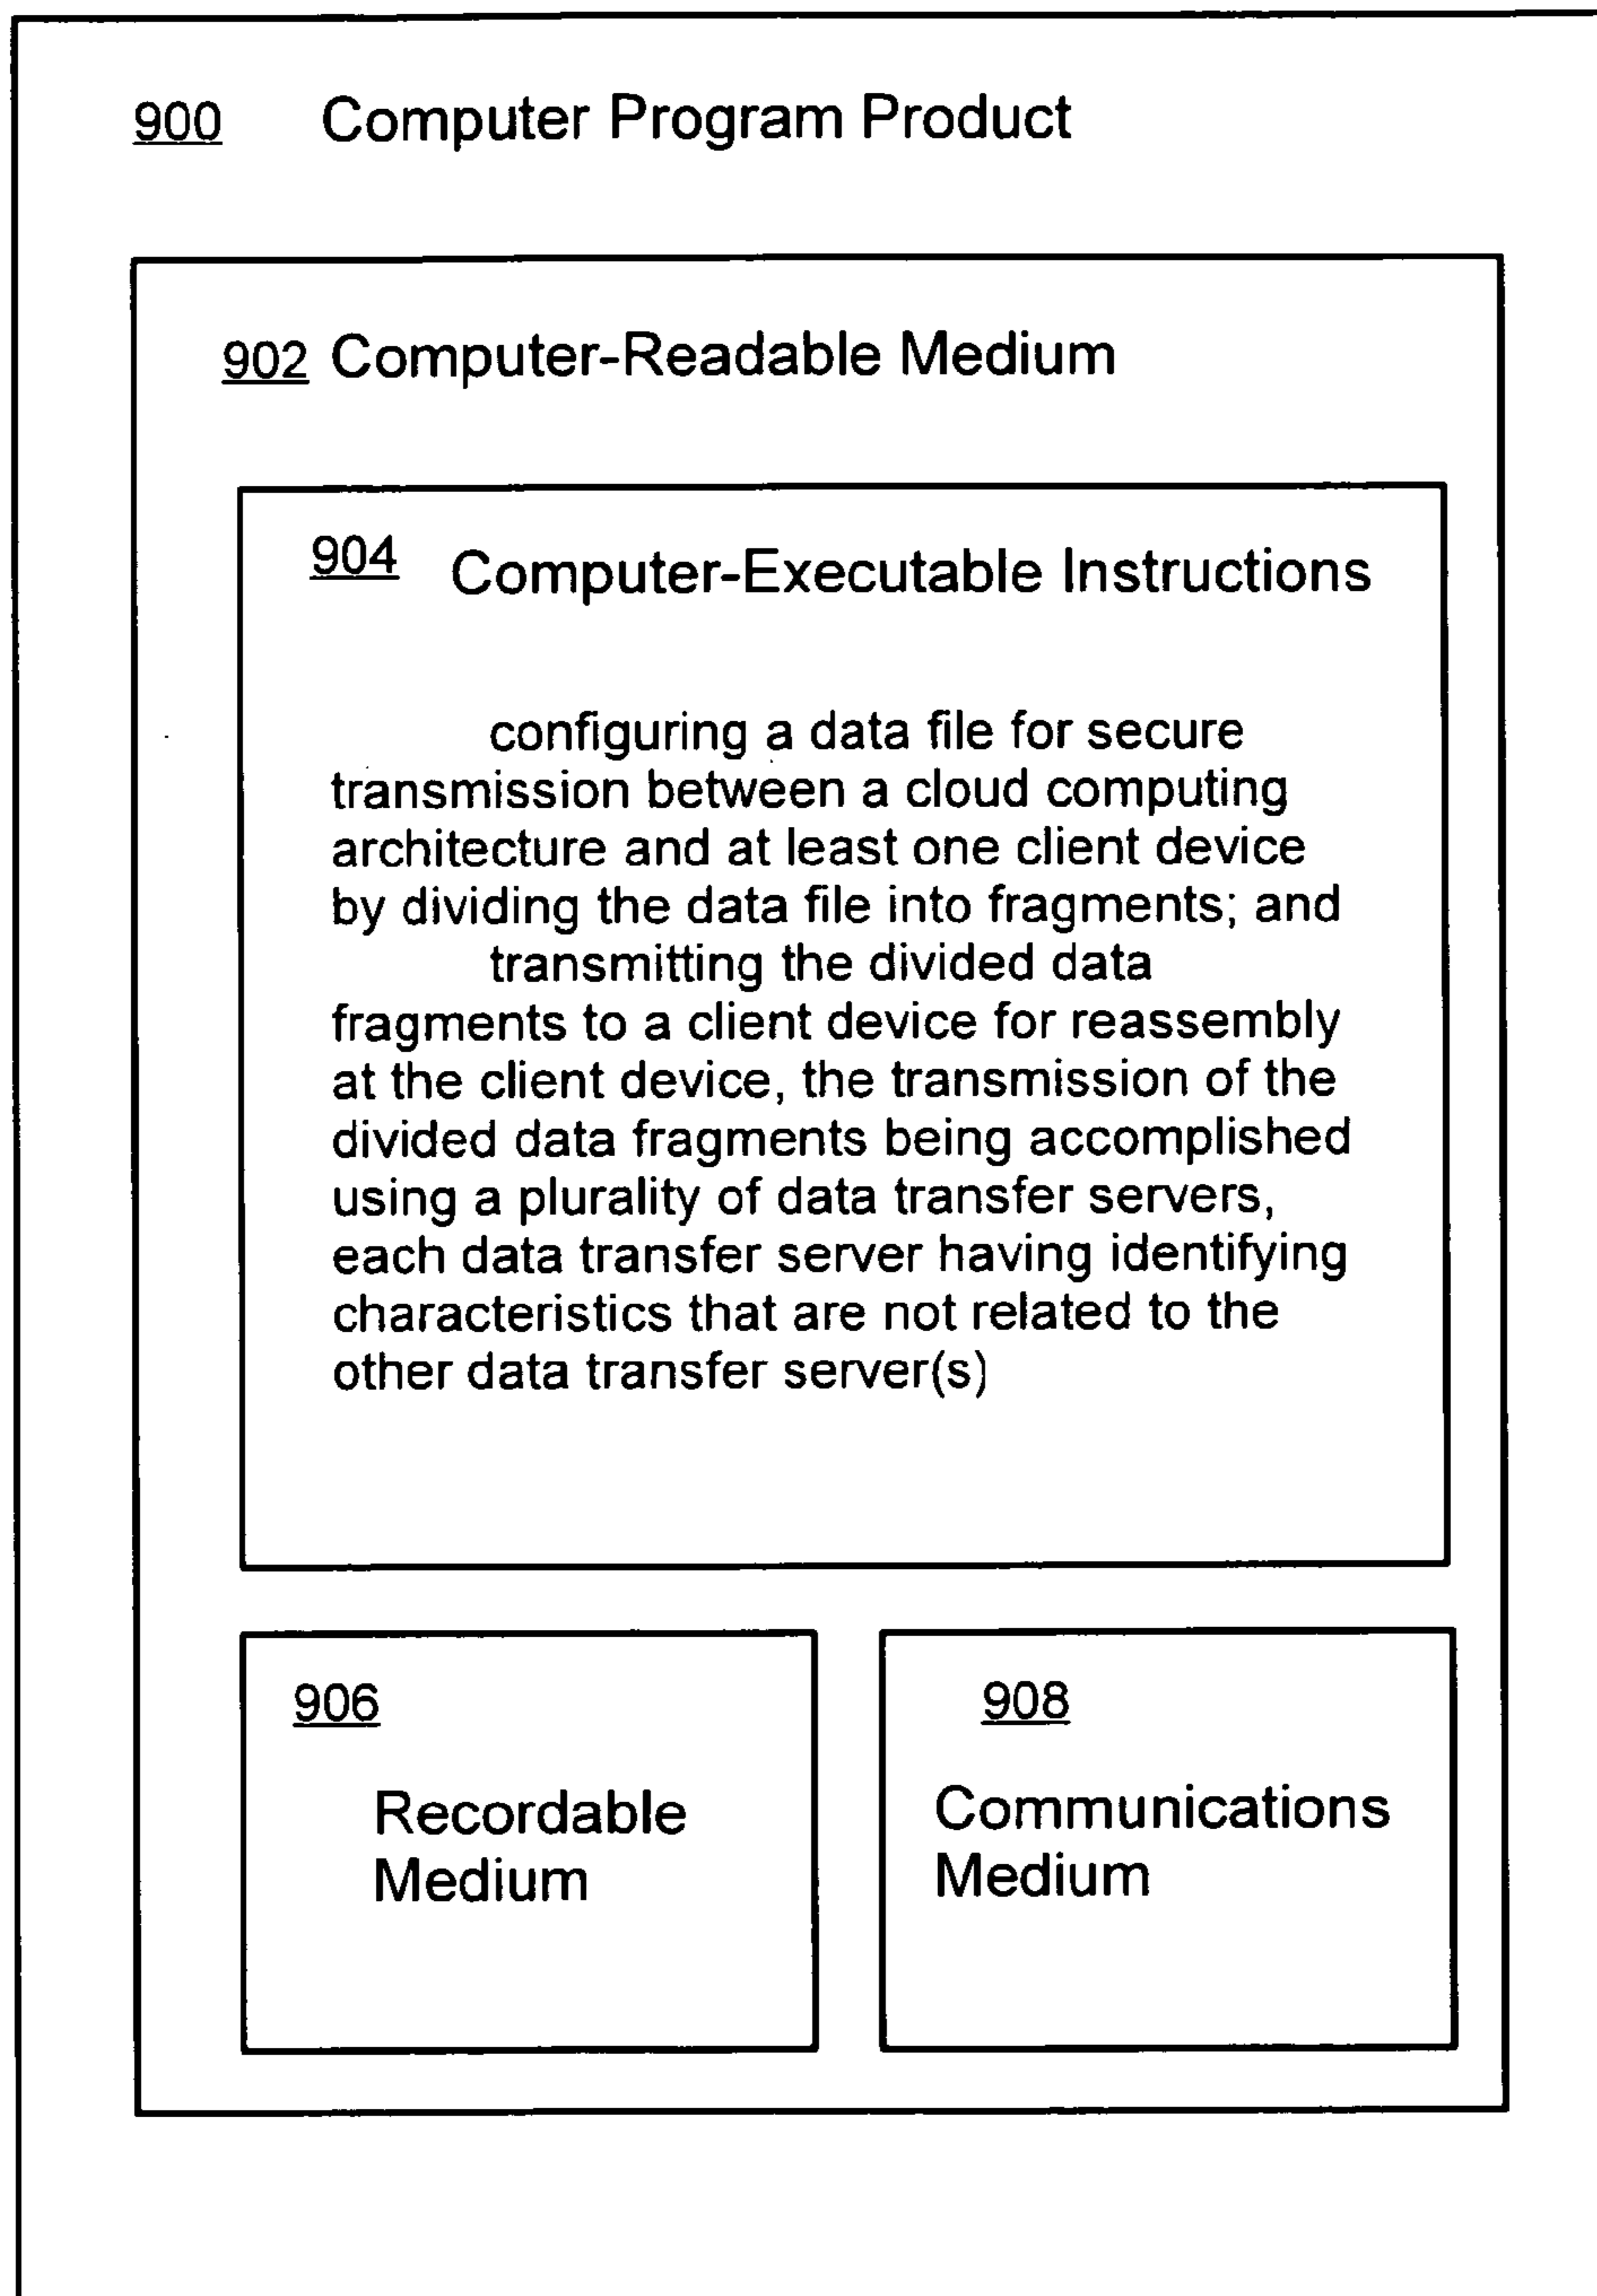 900 Computer Program Product
902 Computer-Readable Medium
904 Computer-Executable Instructions
configuring a data file for secure
transmission between a cloud computing
architecture and at least one client device
by dividing the data file into fragments; and
transmitting the divided data
fragments to a client device for reassembly
at the client device, the transmission of the
divided data fragments being accomplished
using a plurality of data transfer servers,
each data transfer server having identifying
characteristics that are not related to the
other data transfer server(s)
906
Recordable
Medium
908
Communications
Medium